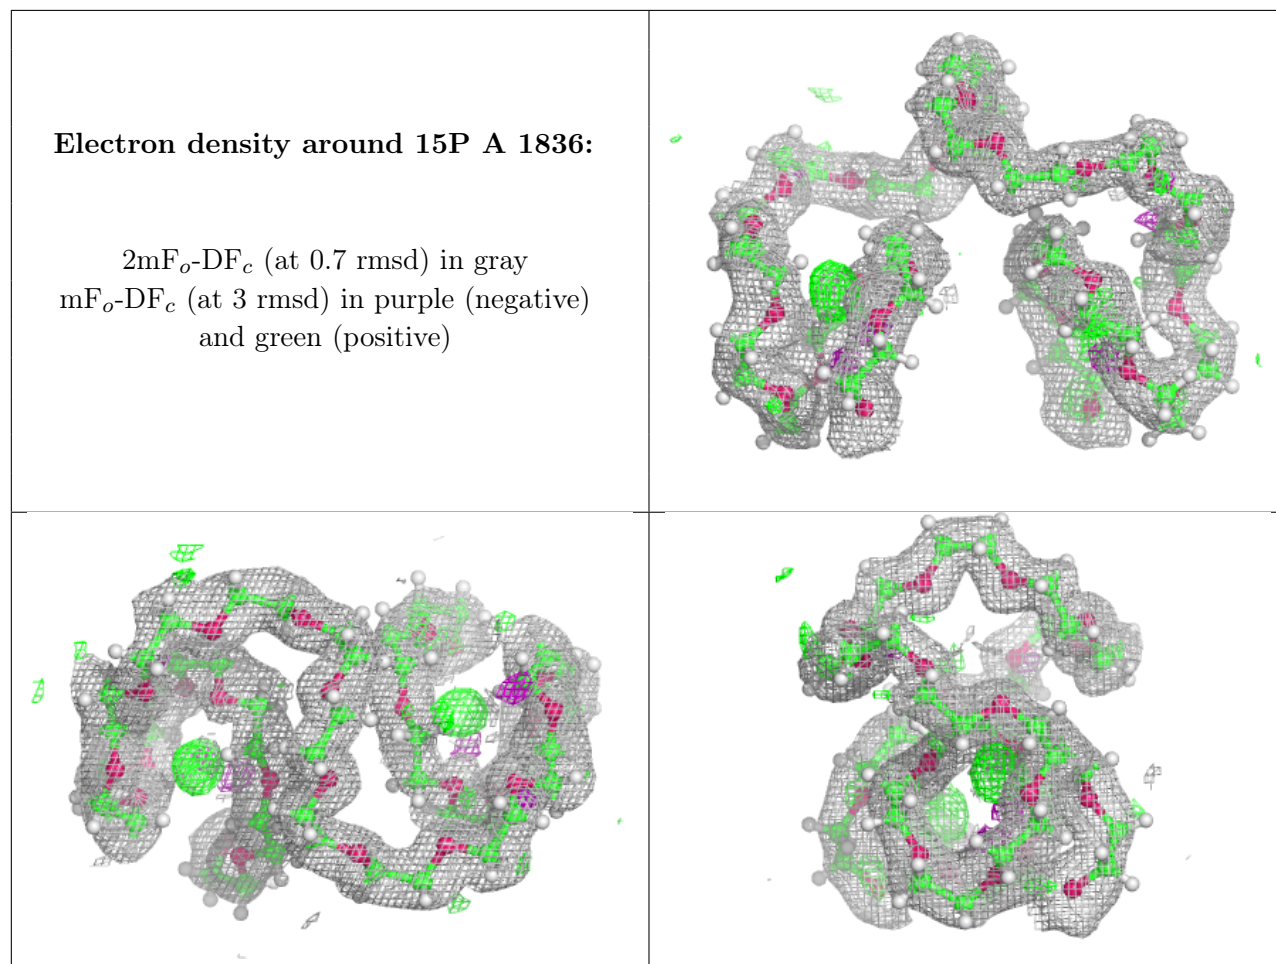 Electron density around 15P A 1836:
2mFo-DFc (at 0.7 rmsd) in gray
mFo-DFc (at 3 rmsd) in purple (negative)
and green (positive)